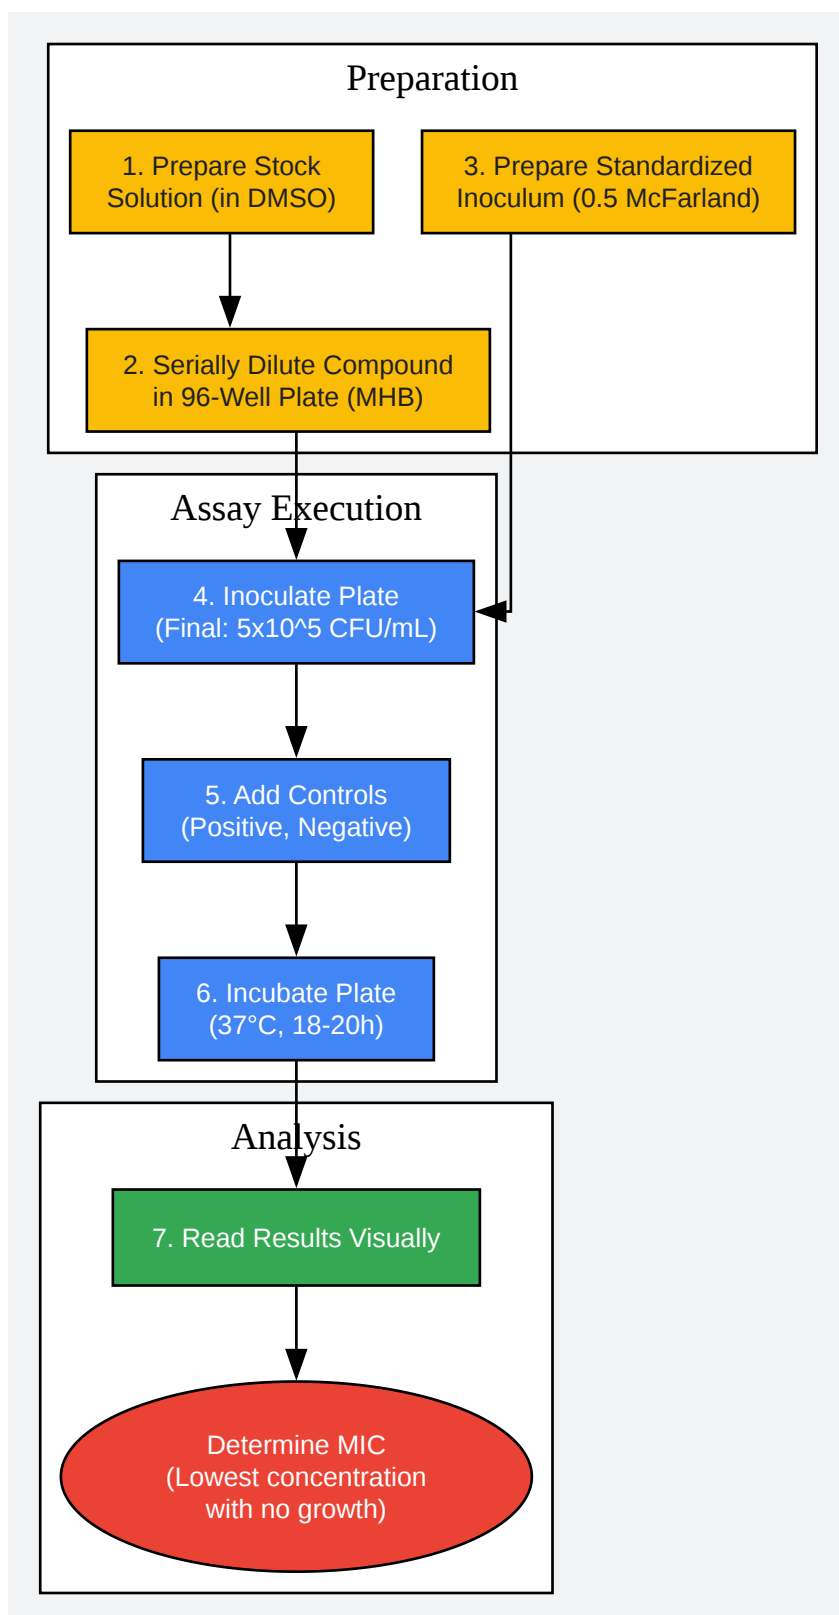 Preparation
1. Prepare Stock
Solution (in DMSO)
3. Prepare Standardized
Inoculum (0.5 McFarland)
2. Serially Dilute Compound
in 96-Well Plate (MHB)
Assay Execution
4. Inoculate Plate
(Final: 5x10^5 CFU/mL)
5. Add Controls
(Positive, Negative)
6. Incubate Plate
(37°C, 18-20h)
Analysis
7. Read Results Visually
Determine MIC
(Lowest concentration
with no growth)